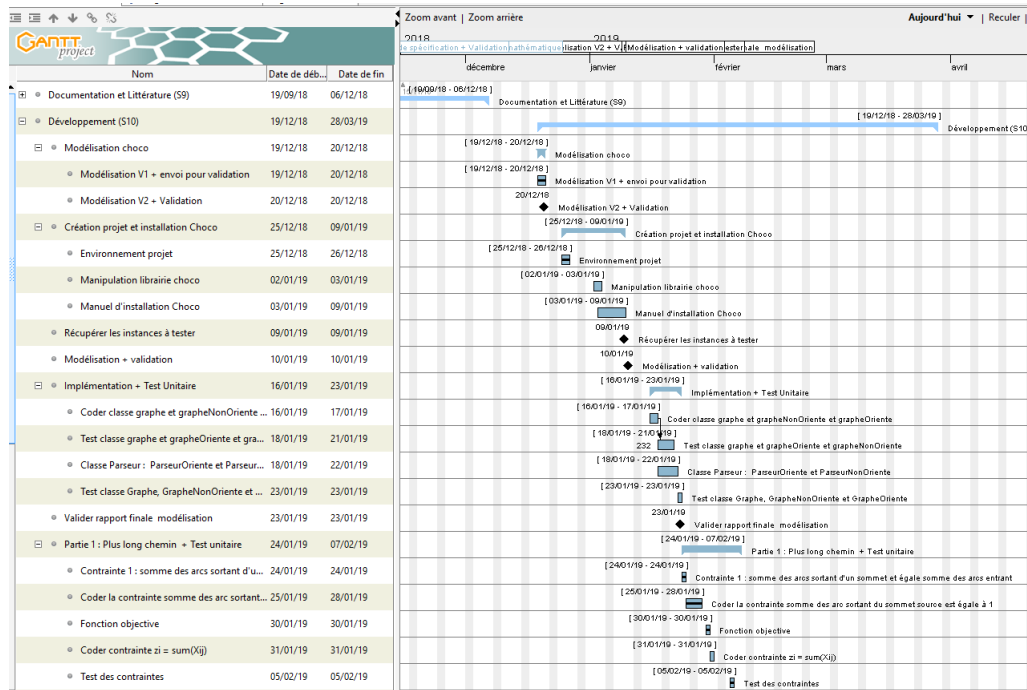 Zoom avant | Zoom arrière
Aujourd'hui | Reculer |
GANTT project
2018 2019
de spécification + Validation mathématique lisation V2 + V Modélisation + validation ester nale modélisation
Nom Date de déb... Date de fin
décembre janvier février mars avril
Documentation et Littérature (S9) 19/09/18 06/12/18
[19/09/18 - 06/12/18 ]
Documentation et Littérature (S9)
Développement (S10) 19/12/18 28/03/19
[ 19/12/18 - 28/03/19 ]
Développement (S10
Modélisation choco 19/12/18 20/12/18
[ 19/12/18 - 20/12/18 ]
Modélisation choco
Modélisation V1 + envoi pour validation 19/12/18 20/12/18
[ 19/12/18 - 20/12/18 ]
Modélisation V1 + envoi pour validation
Modélisation V2 + Validation 20/12/18 20/12/18
20/12/18
Modélisation V2 + Validation
Création projet et installation Choco 25/12/18 09/01/19
[ 25/12/18 - 09/01/19 ]
Création projet et installation Choco
Environnement projet 25/12/18 26/12/18
[ 25/12/18 - 26/12/18 ]
Environnement projet
Manipulation librairie choco 02/01/19 03/01/19
[ 02/01/19 - 03/01/19 ]
Manipulation librairie choco
Manuel d'installation Choco 03/01/19 09/01/19
[ 03/01/19 - 09/01/19 ]
Manuel d'installation Choco
Récupérer les instances à tester 09/01/19 09/01/19
09/01/19
Récupérer les instances à tester
Modélisation + validation 10/01/19 10/01/19
10/01/19
Modélisation + validation
Implémentation + Test Unitaire 16/01/19 23/01/19
[ 16/01/19 - 23/01/19 ]
Implémentation + Test Unitaire
Coder classe graphe et grapheNonOriente ... 16/01/19 17/01/19
[ 16/01/19 - 17/01/19 ]
Coder classe graphe et grapheNonOriente et grapheOriente
Test classe graphe et grapheOriente et gra... 18/01/19 21/01/19
[ 18/01/19 - 21/01/19 ]
232 Test classe graphe et grapheOriente et grapheNonOriente
Classe Parseur : ParseurOriente et Parseur... 18/01/19 22/01/19
[ 18/01/19 - 22/01/19 ]
Classe Parseur : ParseurOriente et ParseurNonOriente
Test classe Graphe, GrapheNonOriente et ... 23/01/19 23/01/19
[ 23/01/19 - 23/01/19 ]
Test classe Graphe, GrapheNonOriente et GrapheOriente
Valider rapport finale modélisation 23/01/19 23/01/19
23/01/19
Valider rapport finale modélisation
Partie 1 : Plus long chemin + Test unitaire 24/01/19 07/02/19
[ 24/01/19 - 07/02/19 ]
Partie 1 : Plus long chemin + Test unitaire
Contrainte 1 : somme des arcs sortant d'u... 24/01/19 24/01/19
[ 24/01/19 - 24/01/19 ]
Contrainte 1 : somme des arcs sortant d'un sommet et égale somme des arcs entrant
Coder la contrainte somme des arc sortant... 25/01/19 28/01/19
[ 25/01/19 - 28/01/19 ]
Coder la contrainte somme des arc sortant du sommet source est égale à 1
Fonction objective 30/01/19 30/01/19
[ 30/01/19 - 30/01/19 ]
Fonction objective
Coder contrainte zi = sum(Xij) 31/01/19 31/01/19
[ 31/01/19 - 31/01/19 ]
Coder contrainte zi = sum(Xij)
Test des contraintes 05/02/19 05/02/19
[ 05/02/19 - 05/02/19 ]
Test des contraintes